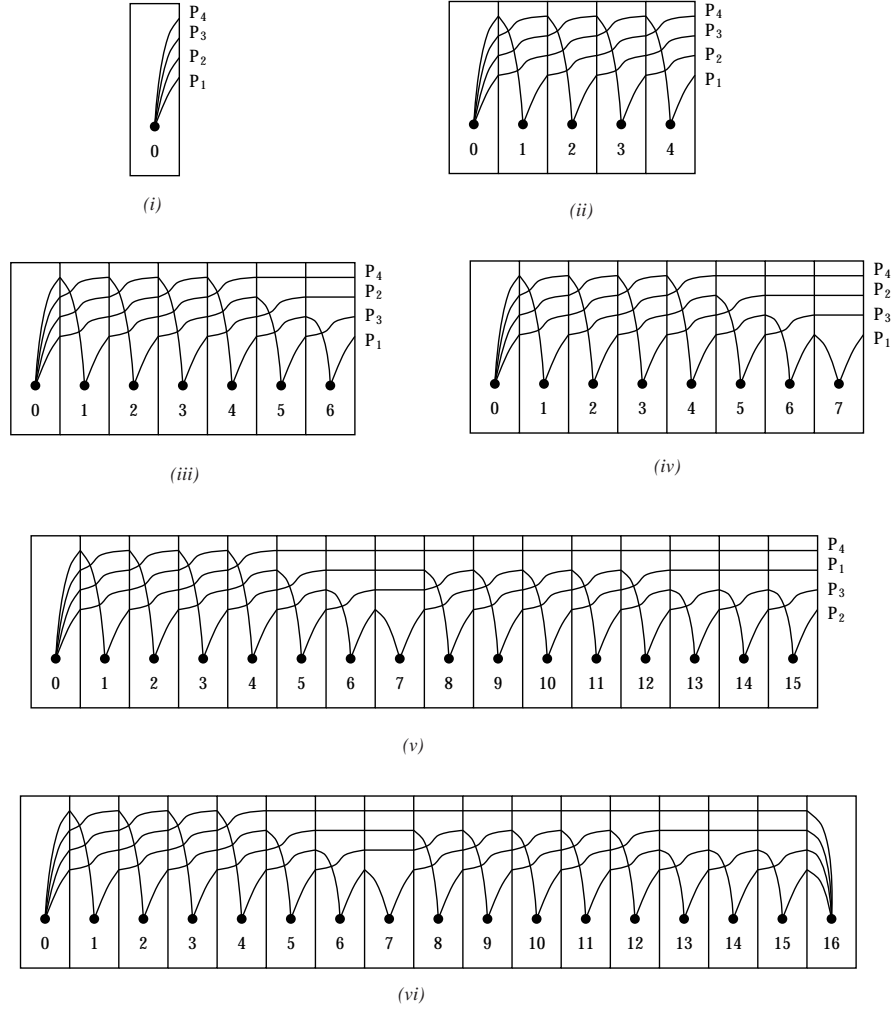 P4
P3
P2
P1
0
(i)
P4
P3
P2
P1
0 1 2 3 4
(ii)
P4
P2
P3
P1
0 1 2 3 4 5 6
(iii)
P4
P2
P3
P1
0 1 2 3 4 5 6 7
(iv)
P4
P1
P3
P2
0 1 2 3 4 5 6 7 8 9 10 11 12 13 14 15
(v)
0 1 2 3 4 5 6 7 8 9 10 11 12 13 14 15 16
(vi)